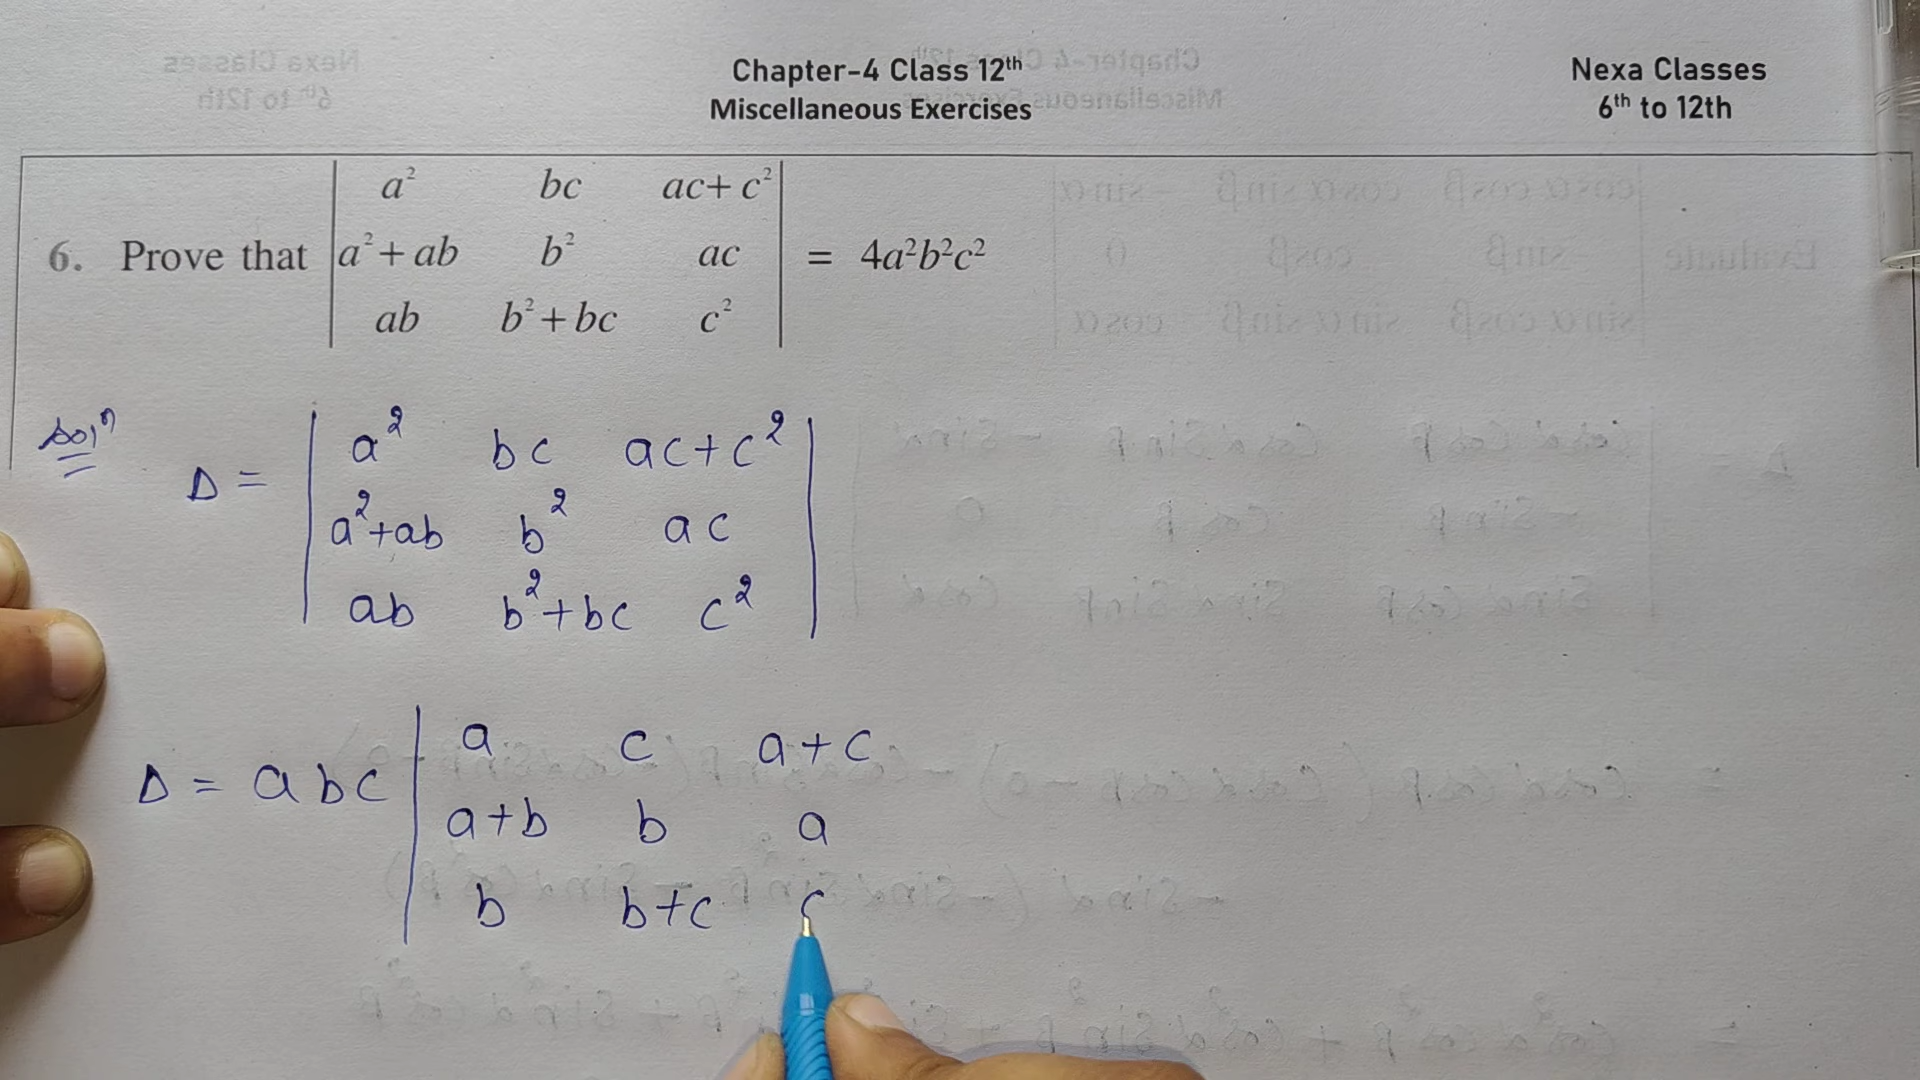 Chapter-4 Class 12th
Miscellaneous Exercises
Nexa Classes
6th to 12th
6. Prove that | a² bc ac+ c² |
| a² + ab b² ac | = 4a²b²c²
| ab b² + bc c² |
Solⁿ
Δ = | a² bc ac+c² |
| a²+ab b² ac |
| ab b²+bc c² |
Δ = abc | a c a+c
| a+b b a
| b b+c c